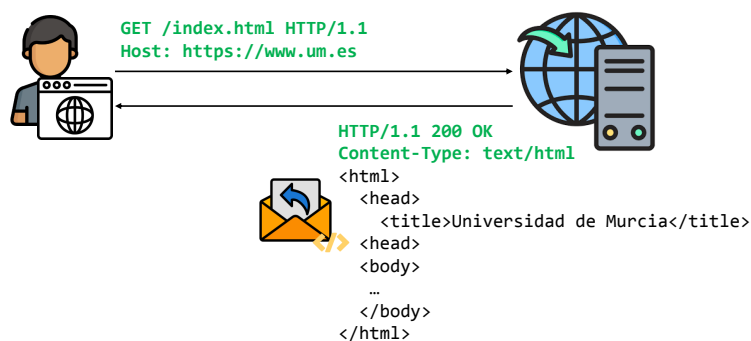 GET /index.html HTTP/1.1
Host: https://www.um.es
HTTP/1.1 200 OK
Content-Type: text/html
<html>
  <head>
    <title>Universidad de Murcia</title>
  <head>
  <body>
   …
  </body>
</html>